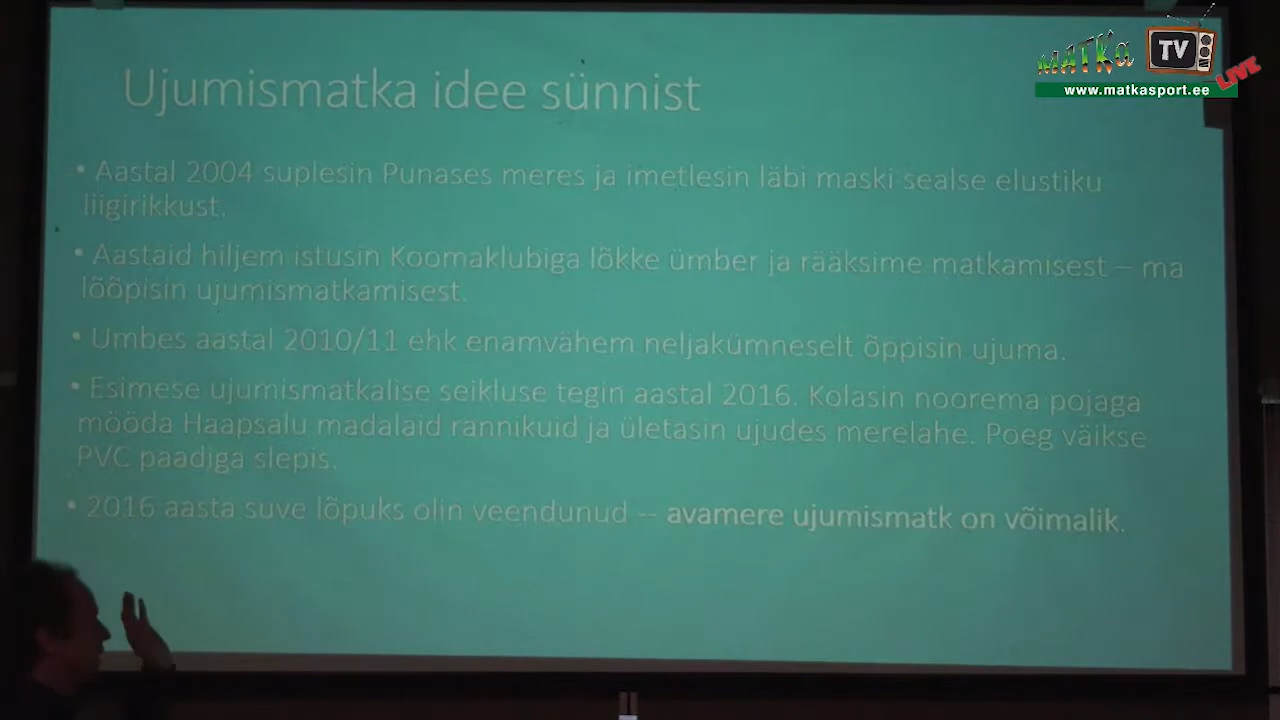 MATKa
TV
NOM
LIVE
www.matkasport.ee
Ujumismatka idee sünnist
• Aastal 2004 suplesin Punases meres ja imetlesin läbi maski sealse elustiku
liigirikkust.
• Aastaid hiljem istusin Koomaklubiga lõkke ümber ja rääksime matkamisest – ma
lööpisin ujumismatkamisest.
• Umbes aastal 2010/11 ehk enamvähem neljakümneselt õppisin ujuma.
• Esimese ujumismatkalise seikluse tegin aastal 2016. Kolasin noorema pojaga
mööda Haapsalu madalaid rannikuid ja ületasin ujudes merelahe. Poeg väikse
PVC paadiga slepis.
• 2016 aasta suve lõpuks olin veendunud -- avamere ujumismatk on võimalik.